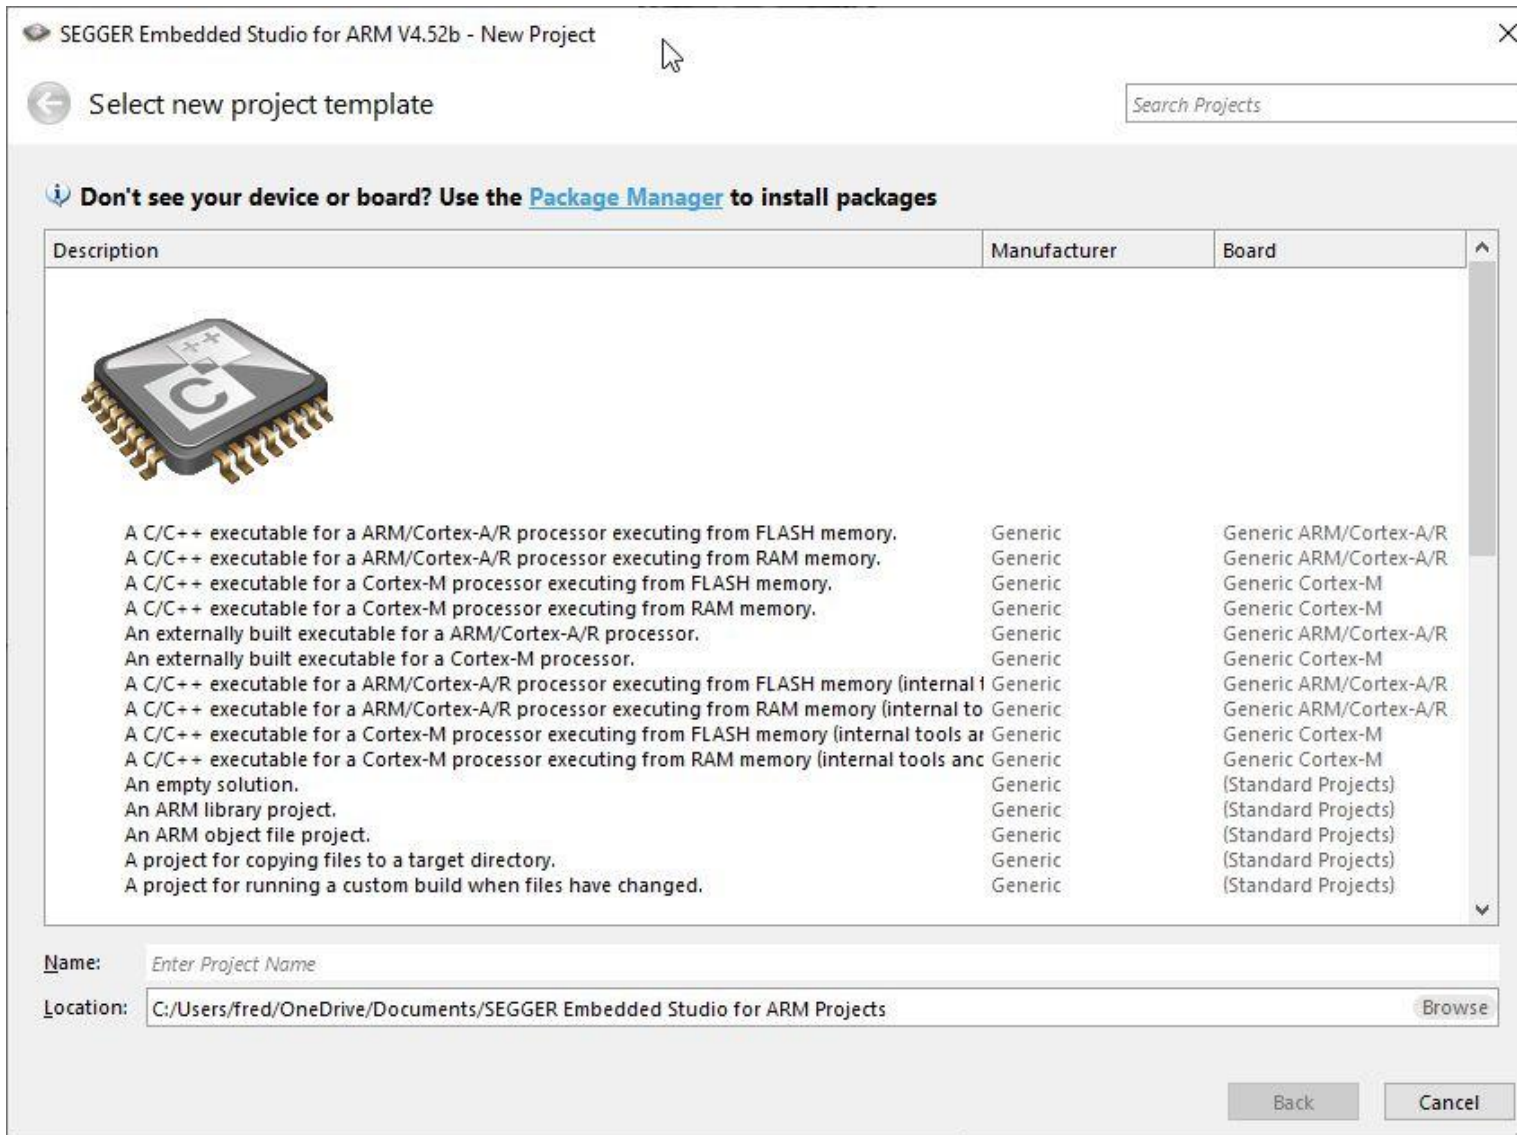 SEGGER Embedded Studio for ARM V4.52b - New Project
Select new project template
Search Projects
Don't see your device or board? Use the Package Manager to install packages
Description Manufacturer Board
++
C
A C/C++ executable for a ARM/Cortex-A/R processor executing from FLASH memory. Generic Generic ARM/Cortex-A/R
A C/C++ executable for a ARM/Cortex-A/R processor executing from RAM memory. Generic Generic ARM/Cortex-A/R
A C/C++ executable for a Cortex-M processor executing from FLASH memory. Generic Generic Cortex-M
A C/C++ executable for a Cortex-M processor executing from RAM memory. Generic Generic Cortex-M
An externally built executable for a ARM/Cortex-A/R processor. Generic Generic ARM/Cortex-A/R
An externally built executable for a Cortex-M processor. Generic Generic Cortex-M
A C/C++ executable for a ARM/Cortex-A/R processor executing from FLASH memory (internal t Generic Generic ARM/Cortex-A/R
A C/C++ executable for a ARM/Cortex-A/R processor executing from RAM memory (internal to Generic Generic ARM/Cortex-A/R
A C/C++ executable for a Cortex-M processor executing from FLASH memory (internal tools ar Generic Generic Cortex-M
A C/C++ executable for a Cortex-M processor executing from RAM memory (internal tools anc Generic Generic Cortex-M
An empty solution. Generic (Standard Projects)
An ARM library project. Generic (Standard Projects)
An ARM object file project. Generic (Standard Projects)
A project for copying files to a target directory. Generic (Standard Projects)
A project for running a custom build when files have changed. Generic (Standard Projects)
Name: Enter Project Name
Location: C:/Users/fred/OneDrive/Documents/SEGGER Embedded Studio for ARM Projects Browse
Back Cancel